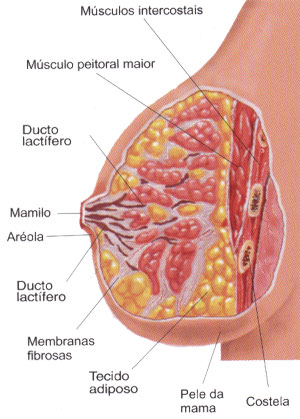 Músculos intercostais
Músculo peitoral maior
Ducto
lactífero
Mamilo
Aréola
Ducto
lactífero
Membranas
fibrosas
Tecido
adiposo
Pele da
mama
Costela